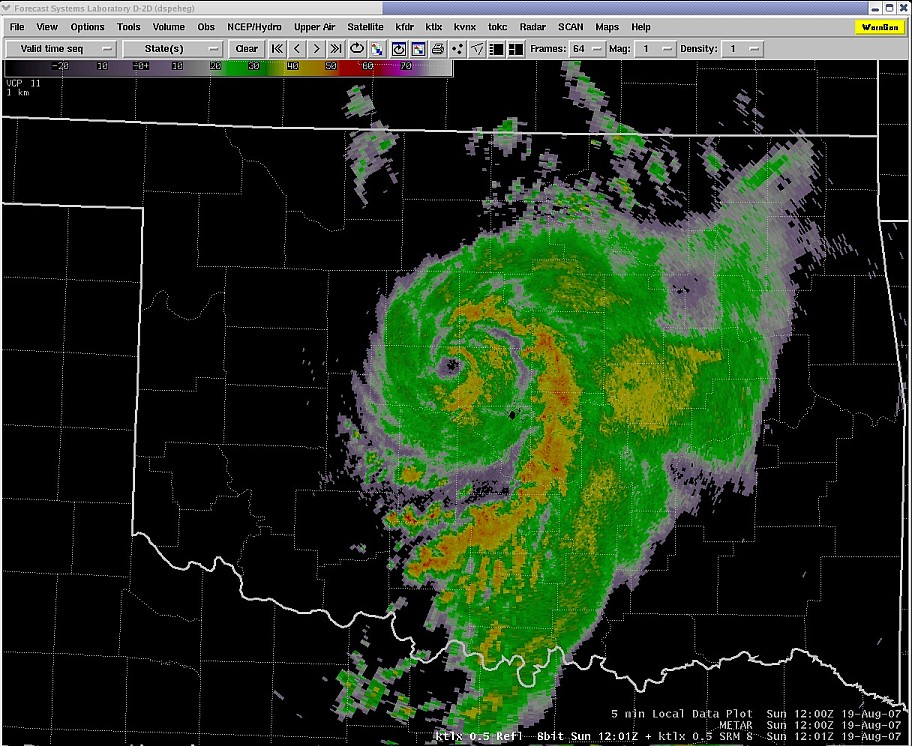 Forecast Systems Laboratory D-2D (dspeheg)
File View Options Tools Volume Obs NCEP/Hydro Upper Air Satellite kfdr ktlx kvnx tokc Radar SCAN Maps Help WarnGen
Valid time seq State(s) Clear Frames: 64 Mag: 1 Density: 1
-20 10 -0+ 10 20 30 40 50 60 70
VCP 11
1 km
5 min Local Data Plot Sun 12:00Z 19-Aug-07
METAR Sun 12:00Z 19-Aug-07
ktlx 0.5 Refl 8bit Sun 12:01Z + ktlx 0.5 SRM 8 Sun 12:01Z 19-Aug-07